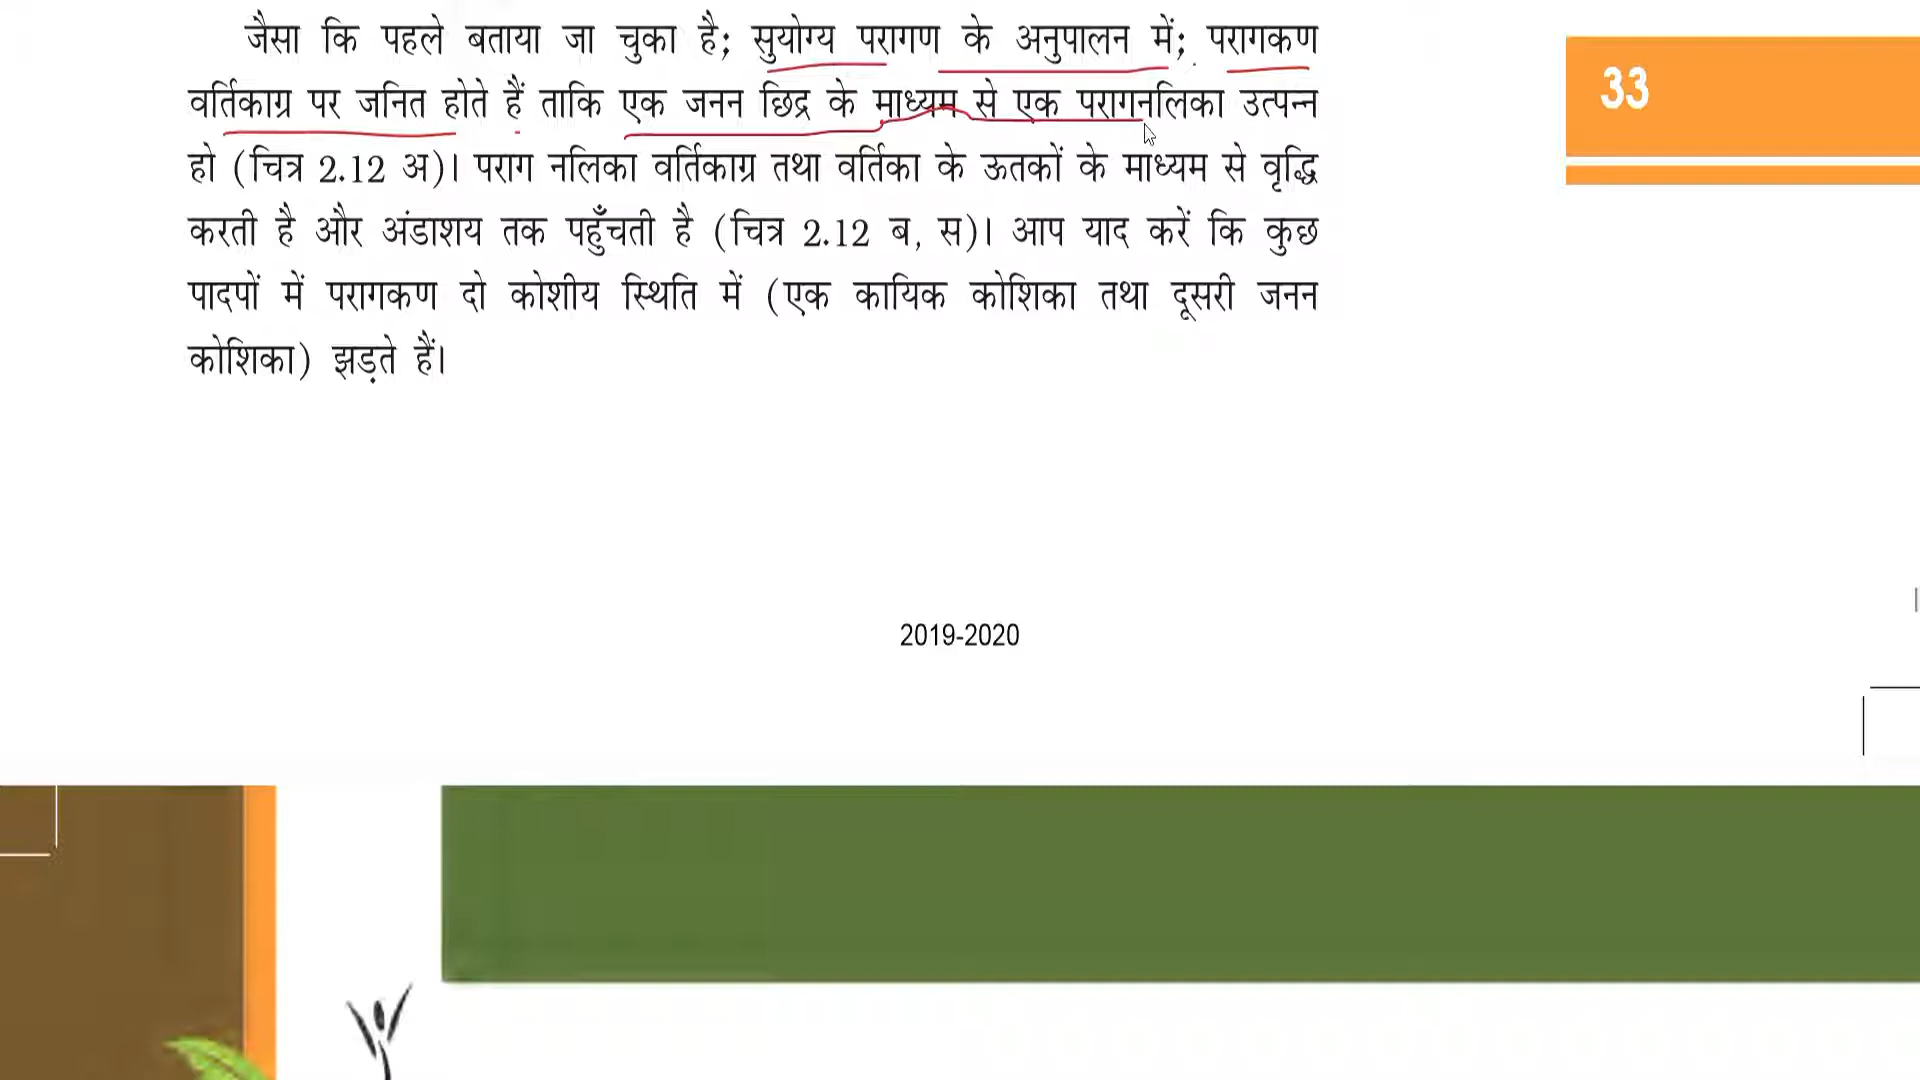 जैसा कि पहले बताया जा चुका है; सुयोग्य परागण के अनुपालन में; परागकण
33
वर्तिकाग्र पर जनित होते हैं ताकि एक जनन छिद्र के माध्यम से एक परागनलिका उत्पन्न
हो (चित्र 2.12 अ)। पराग नलिका वर्तिकाग्र तथा वर्तिका के ऊतकों के माध्यम से वृद्धि
करती है और अंडाशय तक पहुँचती है (चित्र 2.12 ब, स)। आप याद करें कि कुछ
पादपों में परागकण दो कोशीय स्थिति में (एक कायिक कोशिका तथा दूसरी जनन
कोशिका) झड़ते हैं।
2019-2020